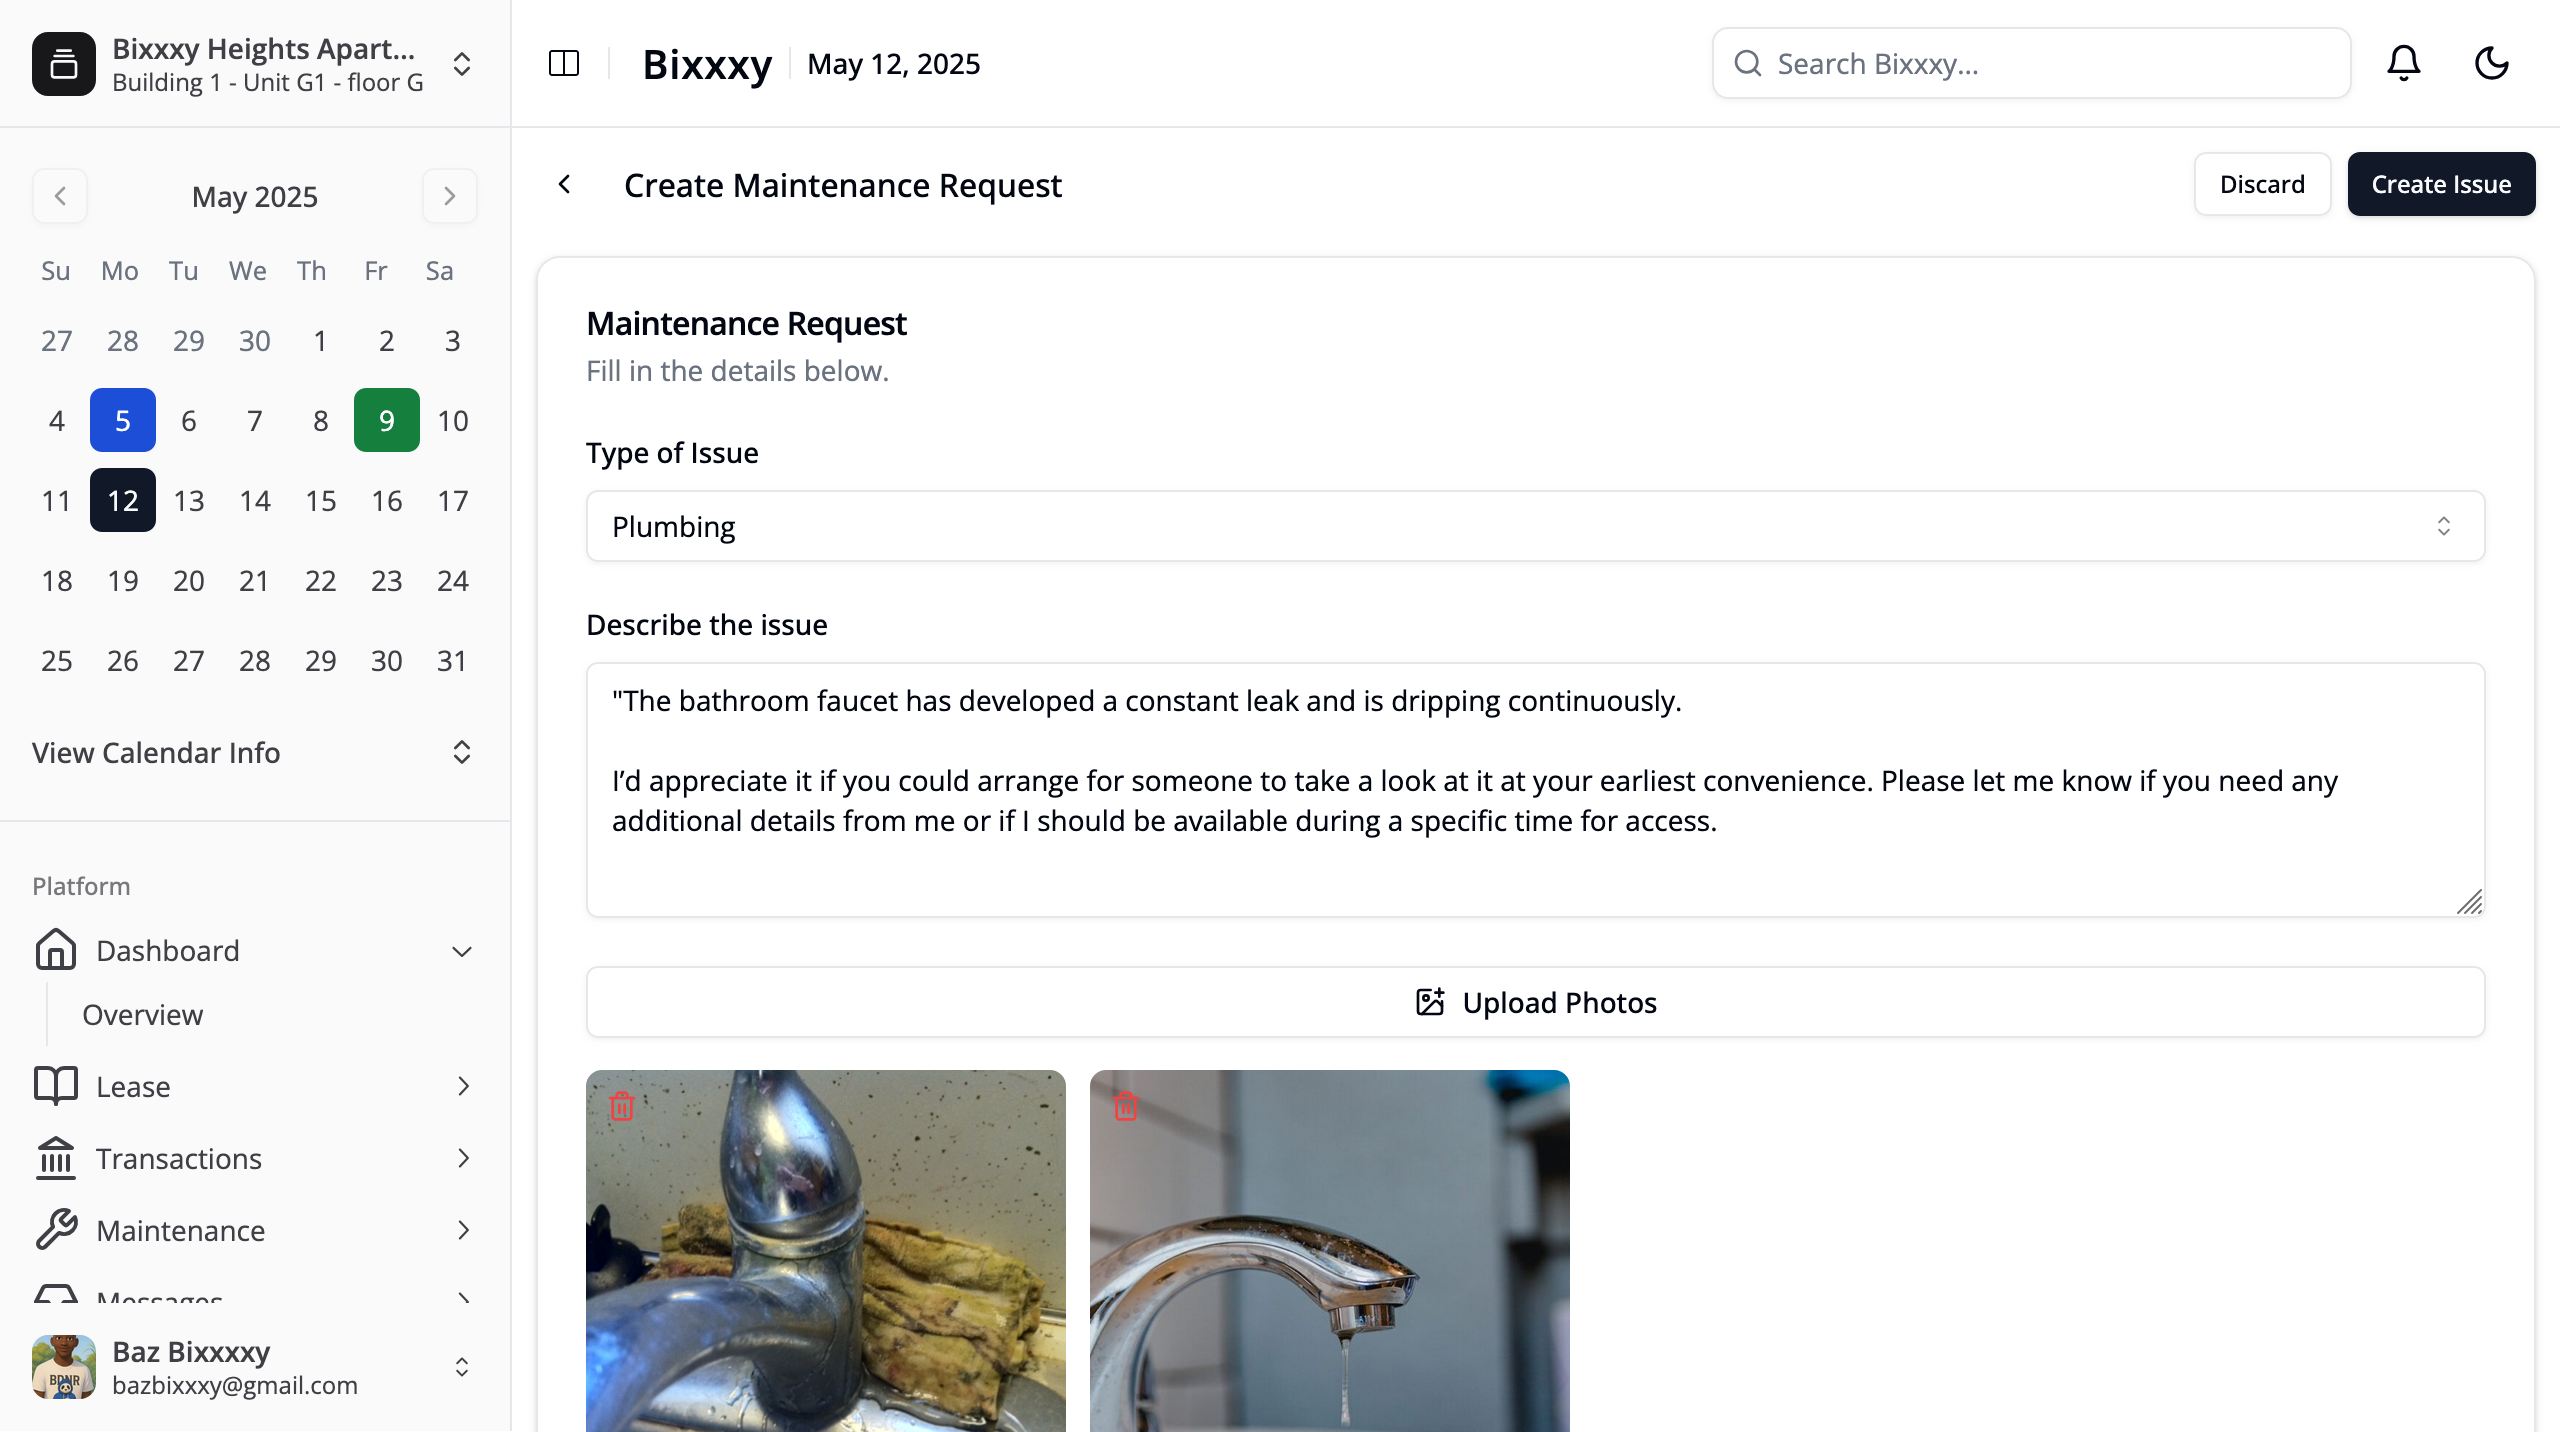 Bixxxy Heights Apart...
Building 1 - Unit G1 - floor G
May 2025
Su Mo Tu We Th Fr Sa
27 28 29 30 1 2 3
4 5 6 7 8 9 10
11 12 13 14 15 16 17
18 19 20 21 22 23 24
25 26 27 28 29 30 31
View Calendar Info
Platform
Dashboard
Overview
Lease
Transactions
Maintenance
Messages
BDNR
Baz Bixxxxy
bazbixxxy@gmail.com
Bixxxy
May 12, 2025
Search Bixxxy...
Create Maintenance Request
Discard
Create Issue
Maintenance Request
Fill in the details below.
Type of Issue
Plumbing
Describe the issue
"The bathroom faucet has developed a constant leak and is dripping continuously.
I’d appreciate it if you could arrange for someone to take a look at it at your earliest convenience. Please let me know if you need any
additional details from me or if I should be available during a specific time for access.
Upload Photos